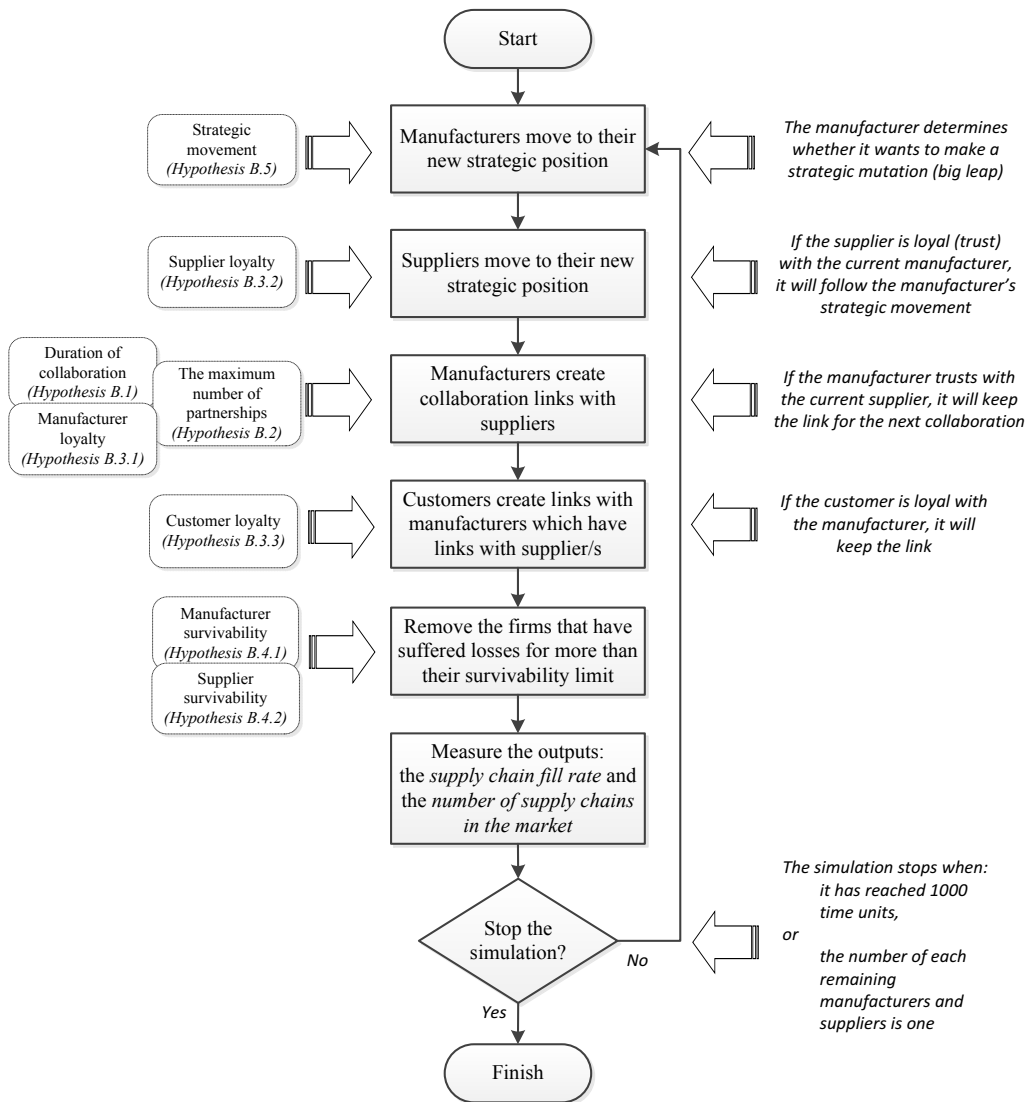 Start
Strategic
movement
(Hypothesis B.5)
Manufacturers move to their
new strategic position
The manufacturer determines
whether it wants to make a
strategic mutation (big leap)
Supplier loyalty
(Hypothesis B.3.2)
Suppliers move to their new
strategic position
If the supplier is loyal (trust)
with the current manufacturer,
it will follow the manufacturer’s
strategic movement
Duration of
collaboration
(Hypothesis B.1)
Manufacturer
loyalty
(Hypothesis B.3.1)
The maximum
number of
partnerships
(Hypothesis B.2)
Manufacturers create
collaboration links with
suppliers
If the manufacturer trusts with
the current supplier, it will keep
the link for the next collaboration
Customer loyalty
(Hypothesis B.3.3)
Customers create links with
manufacturers which have
links with supplier/s
If the customer is loyal with
the manufacturer, it will
keep the link
Manufacturer
survivability
(Hypothesis B.4.1)
Supplier
survivability
(Hypothesis B.4.2)
Remove the firms that have
suffered losses for more than
their survivability limit
Measure the outputs:
the supply chain fill rate and
the number of supply chains
in the market
Stop the
simulation?
No
Yes
The simulation stops when:
it has reached 1000
time units,
or
the number of each
remaining
manufacturers and
suppliers is one
Finish